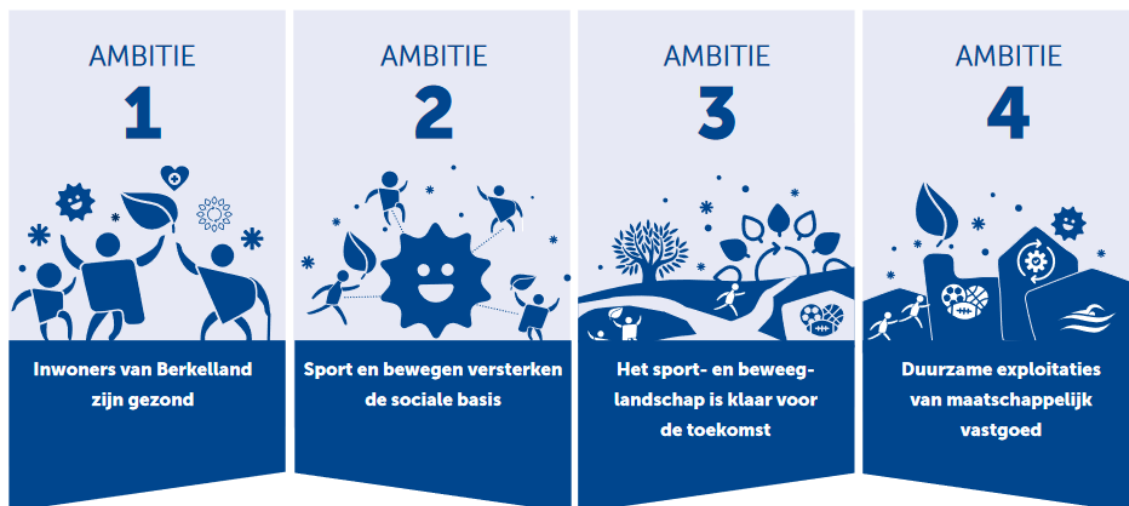 AMBITIE
1
Inwoners van Berkelland
zijn gezond
AMBITIE
2
Sport en bewegen versterken
de sociale basis
AMBITIE
3
Het sport- en beweeg-
landschap is klaar voor
de toekomst
AMBITIE
4
Duurzame exploitaties
van maatschappelijk
vastgoed